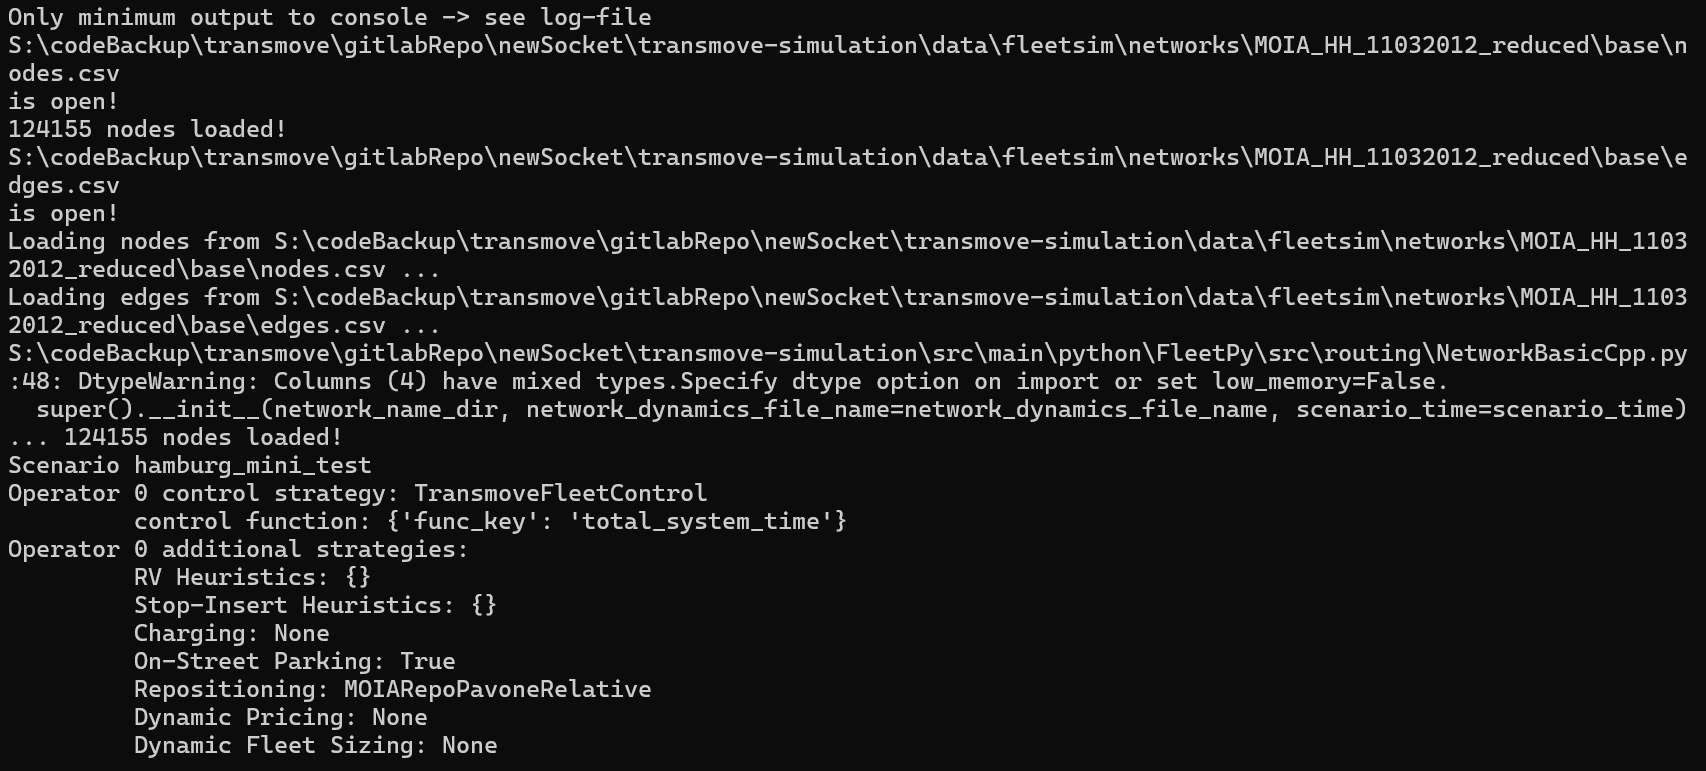 Only minimum output to console -> see log-file
S:\codeBackup\transmove\gitlabRepo\newSocket\transmove-simulation\data\fleetsim\networks\MOIA_HH_11032012_reduced\base\n
odes.csv
is open!
124155 nodes loaded!
S:\codeBackup\transmove\gitlabRepo\newSocket\transmove-simulation\data\fleetsim\networks\MOIA_HH_11032012_reduced\base\e
dges.csv
is open!
Loading nodes from S:\codeBackup\transmove\gitlabRepo\newSocket\transmove-simulation\data\fleetsim\networks\MOIA_HH_1103
2012_reduced\base\nodes.csv ...
Loading edges from S:\codeBackup\transmove\gitlabRepo\newSocket\transmove-simulation\data\fleetsim\networks\MOIA_HH_1103
2012_reduced\base\edges.csv ...
S:\codeBackup\transmove\gitlabRepo\newSocket\transmove-simulation\src\main\python\FleetPy\src\routing\NetworkBasicCpp.py
:48: DtypeWarning: Columns (4) have mixed types.Specify dtype option on import or set low_memory=False.
  super().__init__(network_name_dir, network_dynamics_file_name=network_dynamics_file_name, scenario_time=scenario_time)
... 124155 nodes loaded!
Scenario hamburg_mini_test
Operator 0 control strategy: TransmoveFleetControl
         control function: {'func_key': 'total_system_time'}
Operator 0 additional strategies:
         RV Heuristics: {}
         Stop-Insert Heuristics: {}
         Charging: None
         On-Street Parking: True
         Repositioning: MOIARepoPavoneRelative
         Dynamic Pricing: None
         Dynamic Fleet Sizing: None